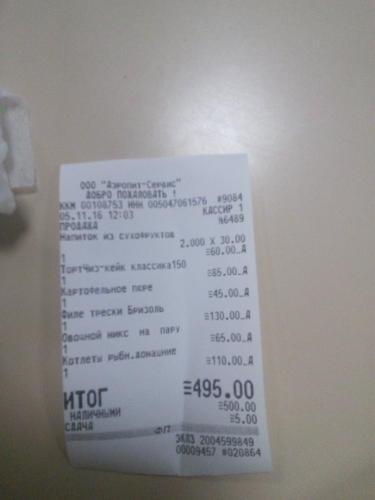 ООО "Аэропит-Сервис"
ДОБРО ПОЖАЛОВАТЬ !
ККМ 00108753 ИНН 005047061576 #9084
05.11.16 12:03 КАССИР 1
ПРОДАЖА №6489
Напиток из сухофруктов
2.000 X 30.00
1 ≡60.00_А
ТортЧиз-кейк классика150
1 ≡85.00_А
Картофельное пюре
1 ≡45.00_А
Филе трески Бризоль
1 ≡130.00_А
Овощной микс на пару
1 ≡65.00_А
Котлеты рыбн.домашние
1 ≡110.00_А
ИТОГ ≡495.00
НАЛИЧНЫМИ ≡500.00
СДАЧА ≡5.00
ФП
ЭКЛЗ 2004599849
00009457 #020864